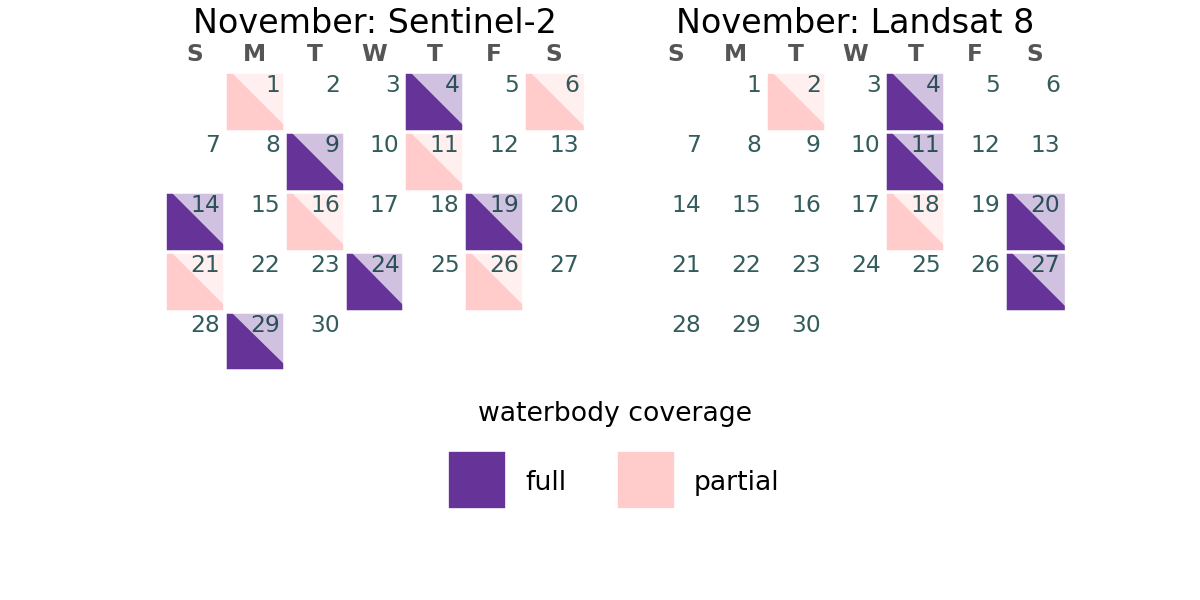 November: Sentinel-2
S M T W T F S
1 2 3 4 5 6
7 8 9 10 11 12 13
14 15 16 17 18 19 20
21 22 23 24 25 26 27
28 29 30
November: Landsat 8
S M T W T F S
1 2 3 4 5 6
7 8 9 10 11 12 13
14 15 16 17 18 19 20
21 22 23 24 25 26 27
28 29 30
waterbody coverage
full
partial